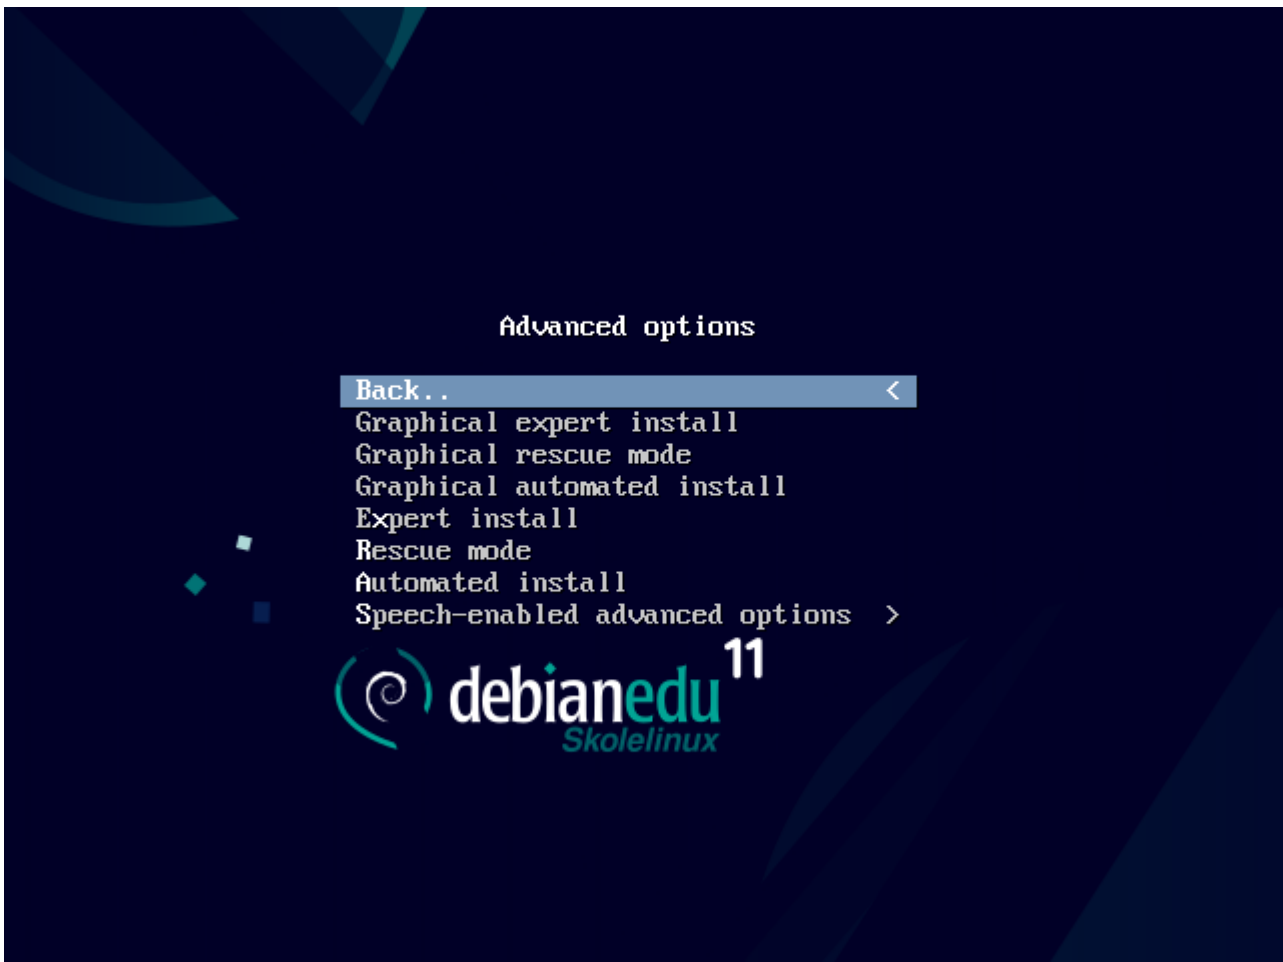 Advanced options
Back.. <
Graphical expert install
Graphical rescue mode
Graphical automated install
Expert install
Rescue mode
Automated install
Speech-enabled advanced options >
debianedu 11
Skolelinux